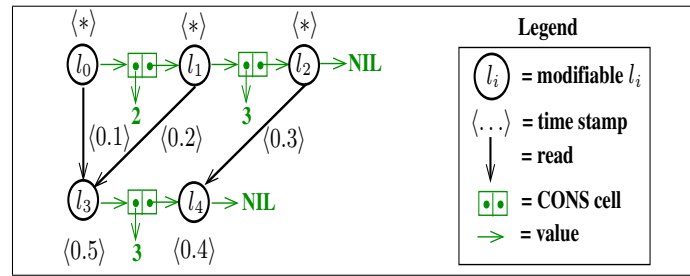 ⟨*⟩ ⟨*⟩ ⟨*⟩
l₀ l₁ l₂ NIL
2 3
⟨0.1⟩ ⟨0.2⟩ ⟨0.3⟩
l₃ l₄ NIL
⟨0.5⟩ 3 ⟨0.4⟩
Legend
lᵢ = modifiable lᵢ
⟨...⟩ = time stamp
= read
= CONS cell
= value